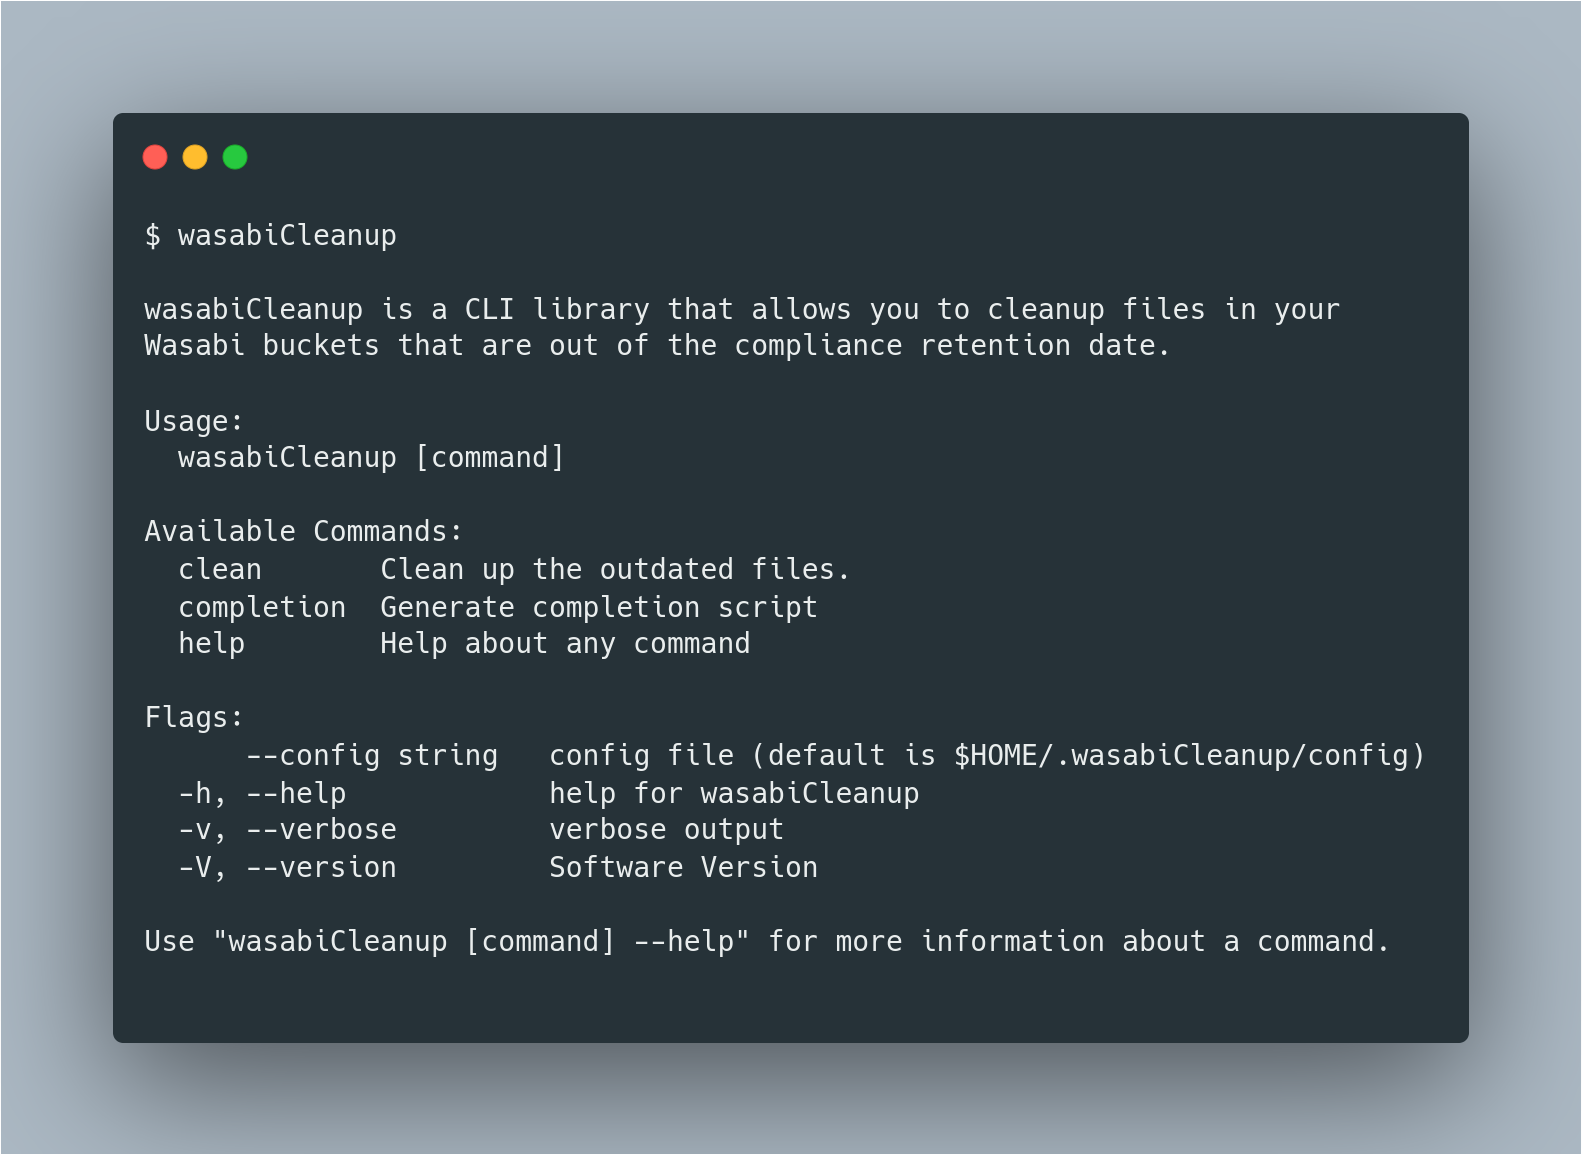 $ wasabiCleanup
wasabiCleanup is a CLI library that allows you to cleanup files in your
Wasabi buckets that are out of the compliance retention date.
Usage:
  wasabiCleanup [command]
Available Commands:
  clean       Clean up the outdated files.
  completion  Generate completion script
  help        Help about any command
Flags:
      --config string   config file (default is $HOME/.wasabiCleanup/config)
  -h, --help            help for wasabiCleanup
  -v, --verbose         verbose output
  -V, --version         Software Version
Use "wasabiCleanup [command] --help" for more information about a command.